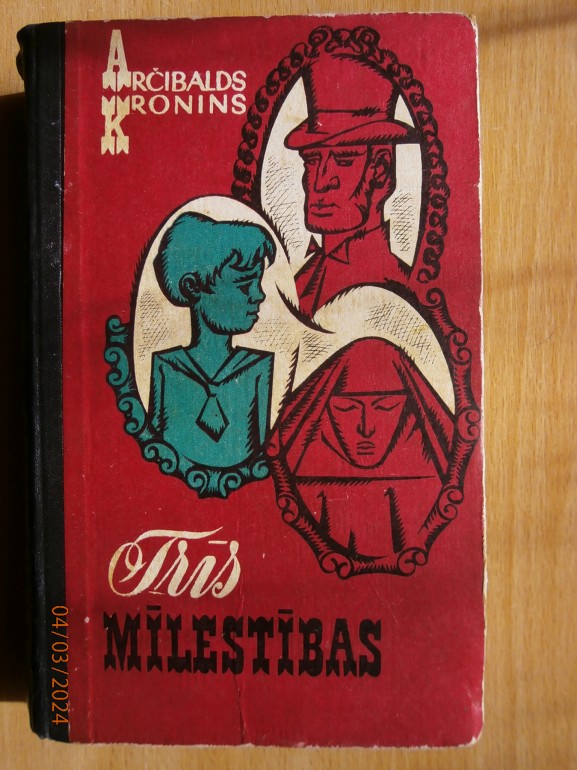 ARČIBALDS
KRONINS
Trīs
MĪLESTĪBAS
04/03/2024